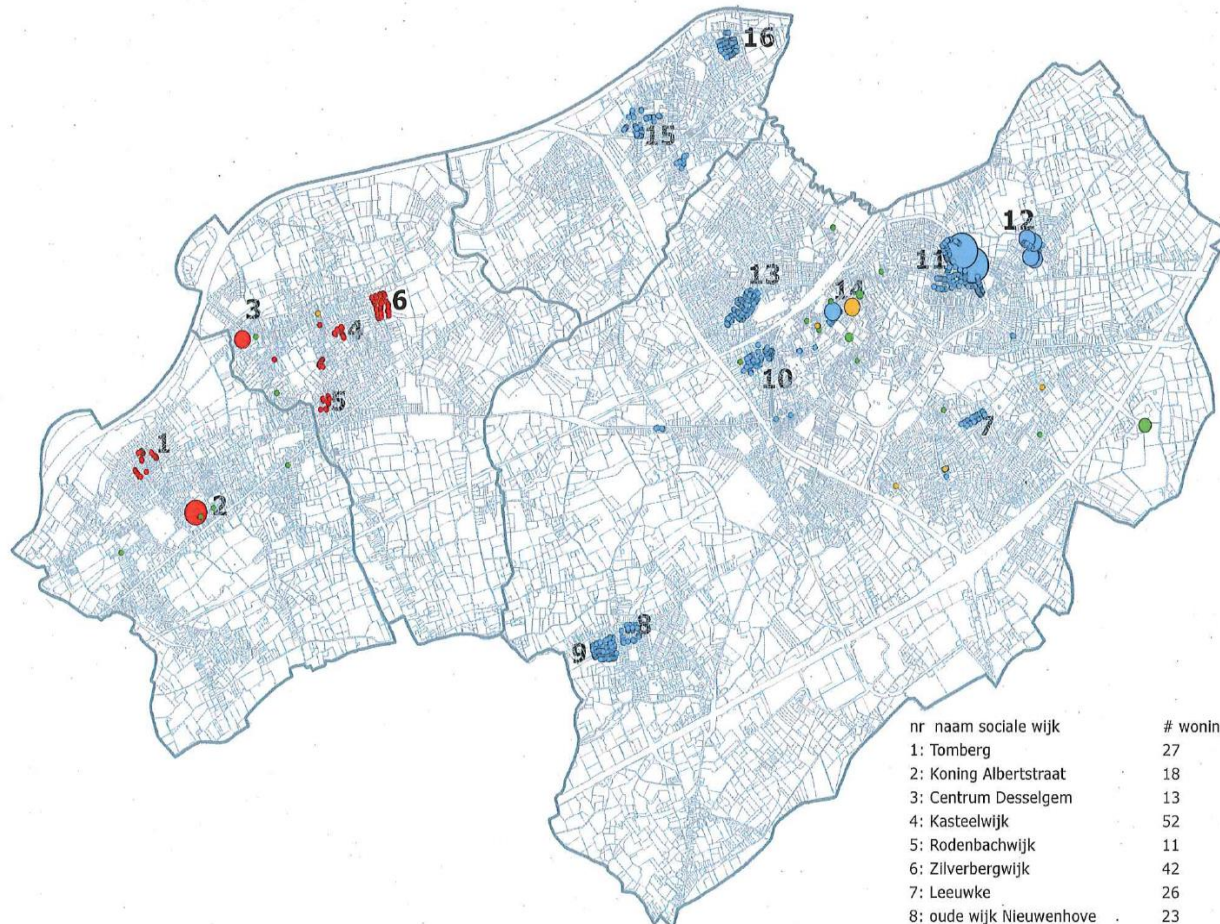 16
15
12
11
13
14
6
3
4
10
5
7
1
2
8
9
nr naam sociale wijk # wonin
1: Tomberg 27
2: Koning Albertstraat 18
3: Centrum Desselgem 13
4: Kasteelwijk 52
5: Rodenbachwijk 11
6: Zilverbergwijk 42
7: Leeuwke 26
8: oude wijk Nieuwenhove 23